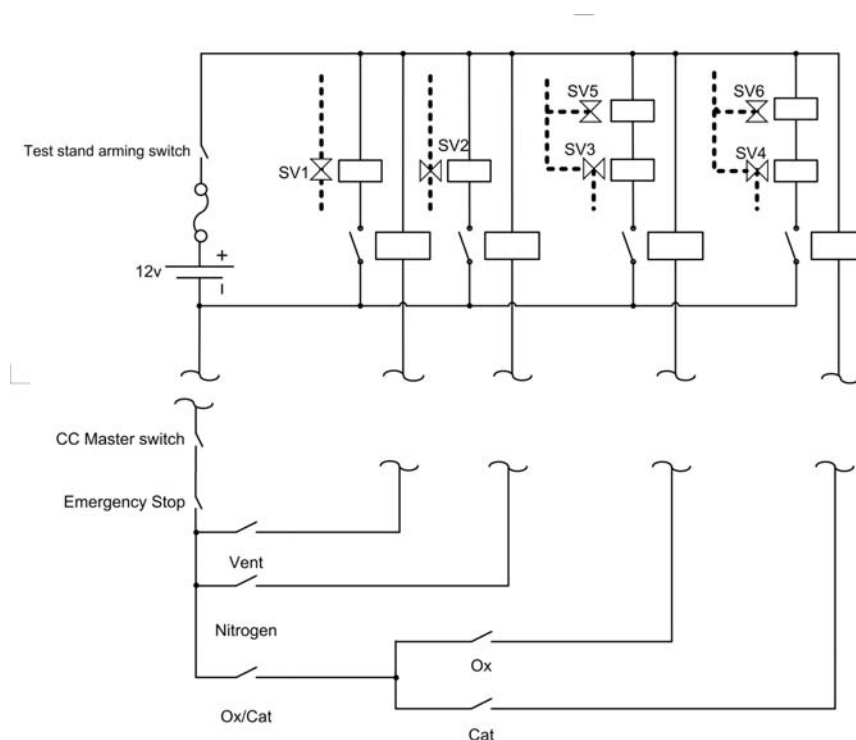 SV5
SV6
SV2
Test stand arming switch
SV3
SV4
SV1
+
12v
CC Master switch
Emergency Stop
Vent
Nitrogen
Ox
Ox/Cat
Cat